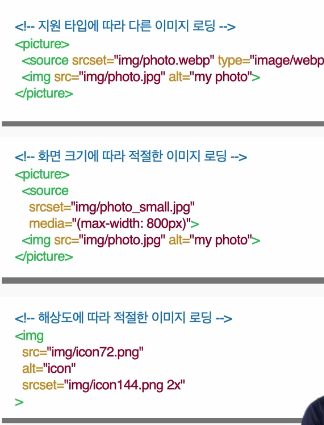 <!-- 지원 타입에 따라 다른 이미지 로딩 -->
<picture>
<source srcset="img/photo.webp" type="image/webp
<img src="img/photo.jpg" alt="my photo">
</picture>
<!-- 화면 크기에 따라 적절한 이미지 로딩 -->
<picture>
<source
srcset="img/photo_small.jpg"
media="(max-width: 800px)">
<img src="img/photo.jpg" alt="my photo">
</picture>
<!-- 해상도에 따라 적절한 이미지 로딩 -->
<img
src="img/icon72.png"
alt="icon"
srcset="img/icon144.png 2x"
>